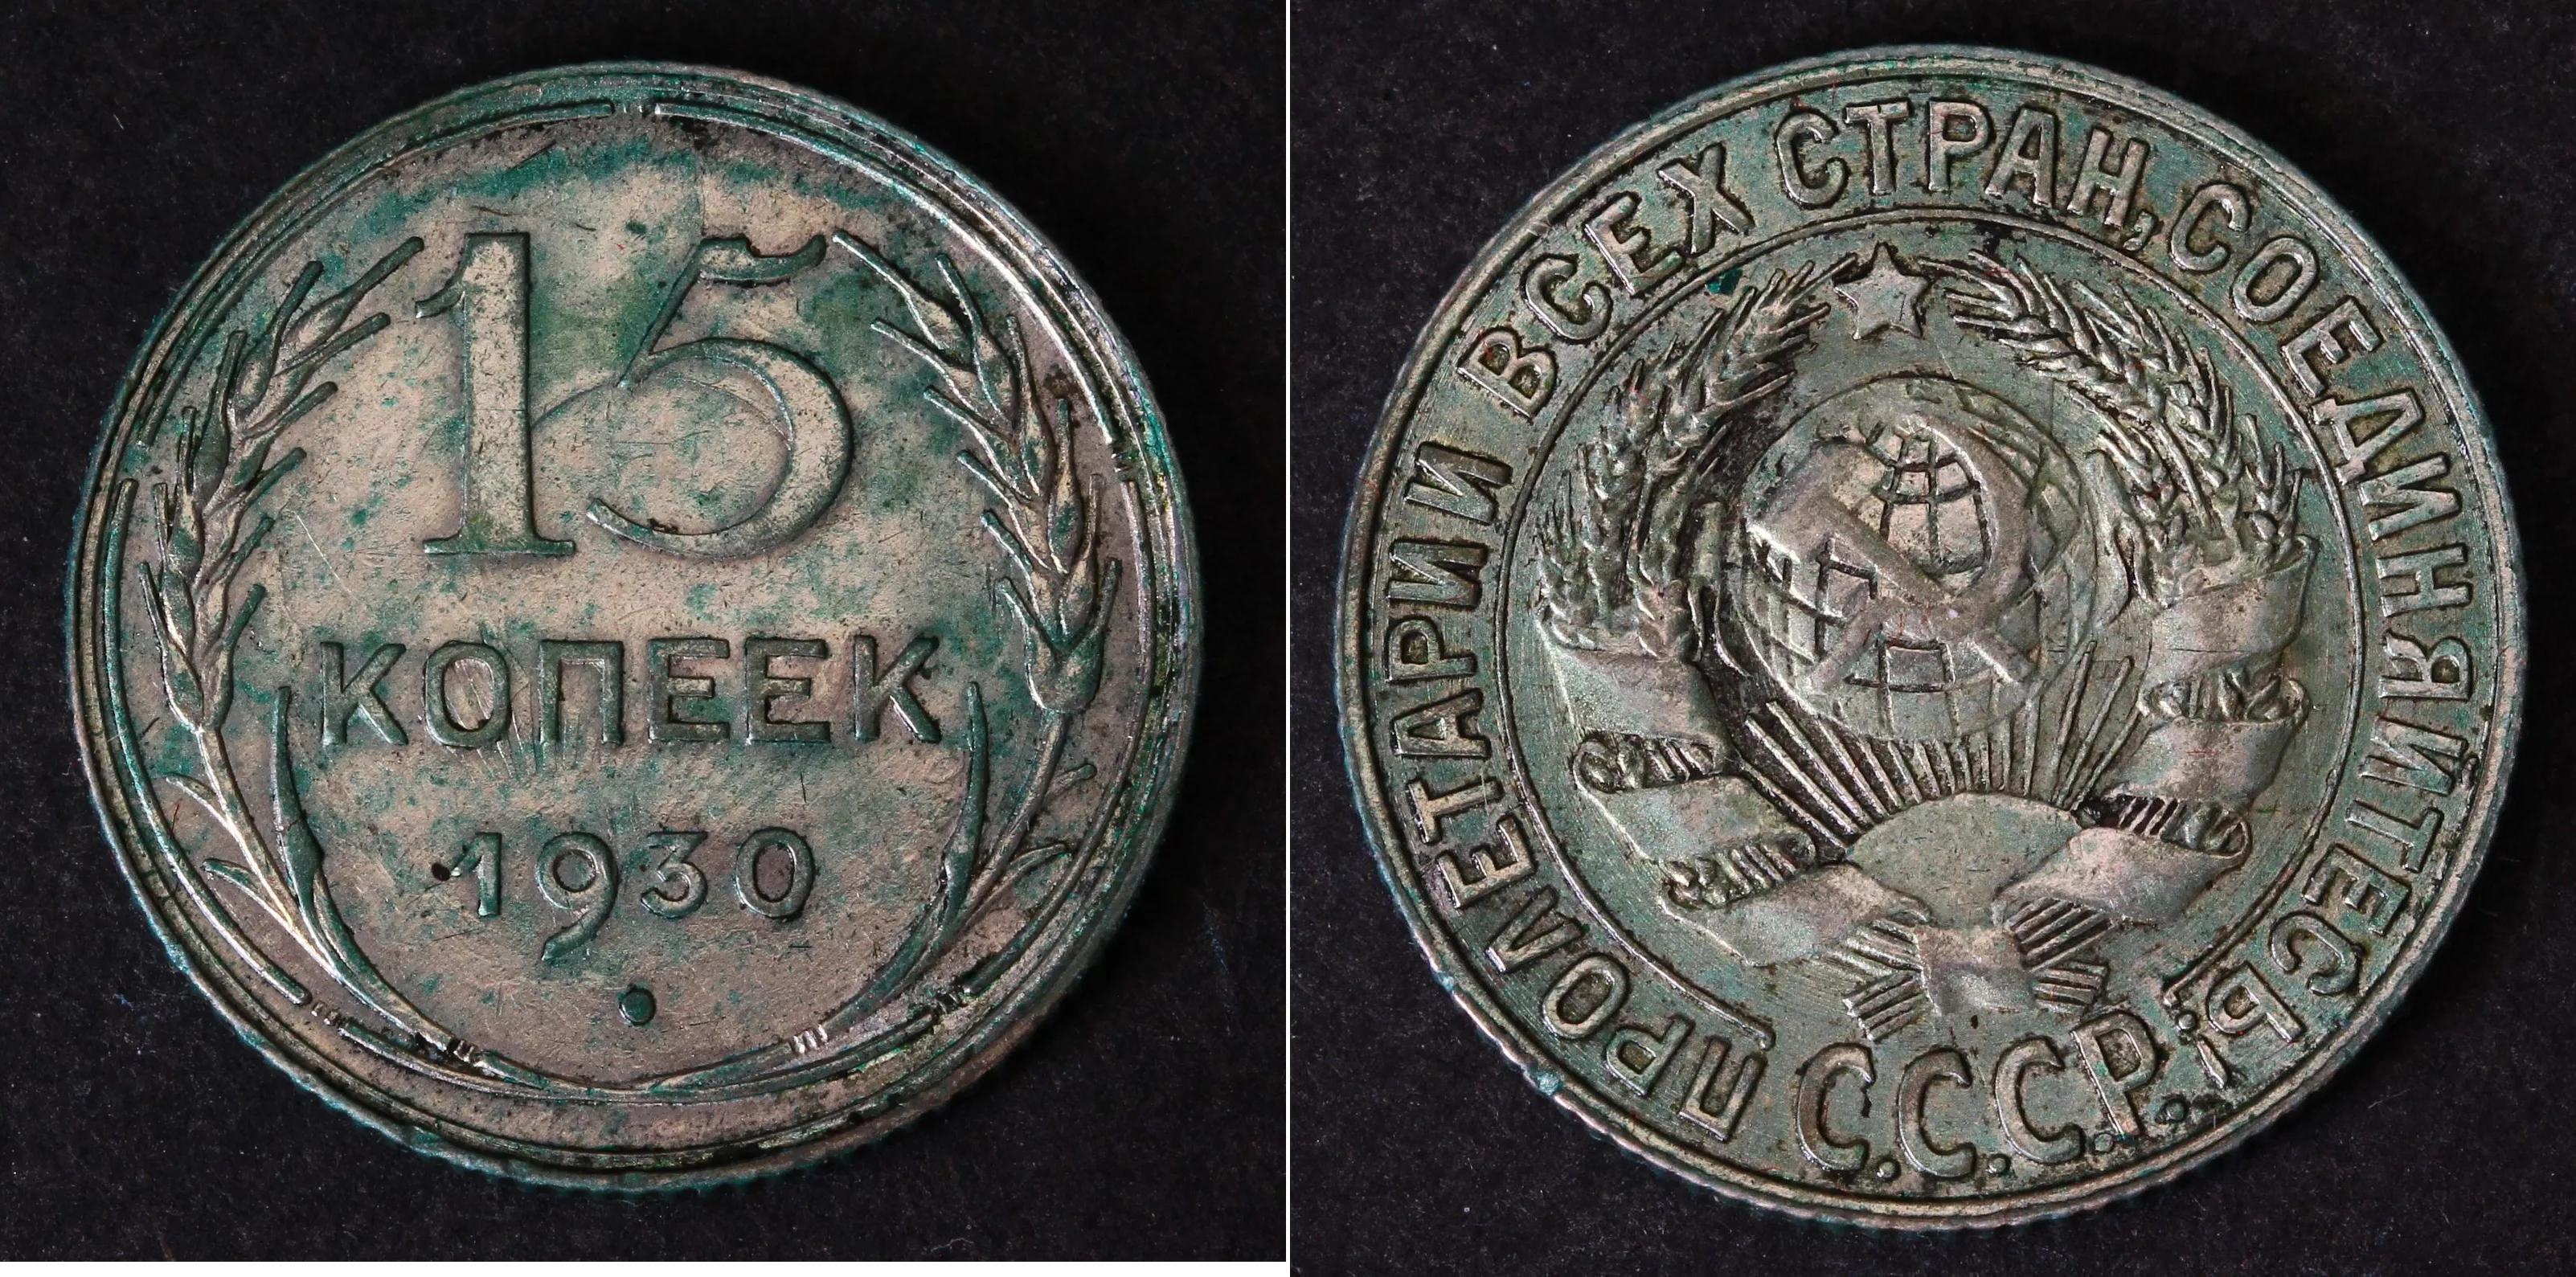 15
КОПЕЕК
1930
ПРОЛЕТАРИИ ВСЕХ СТРАН, СОЕДИНЯЙТЕСЬ!
С.С.С.Р.